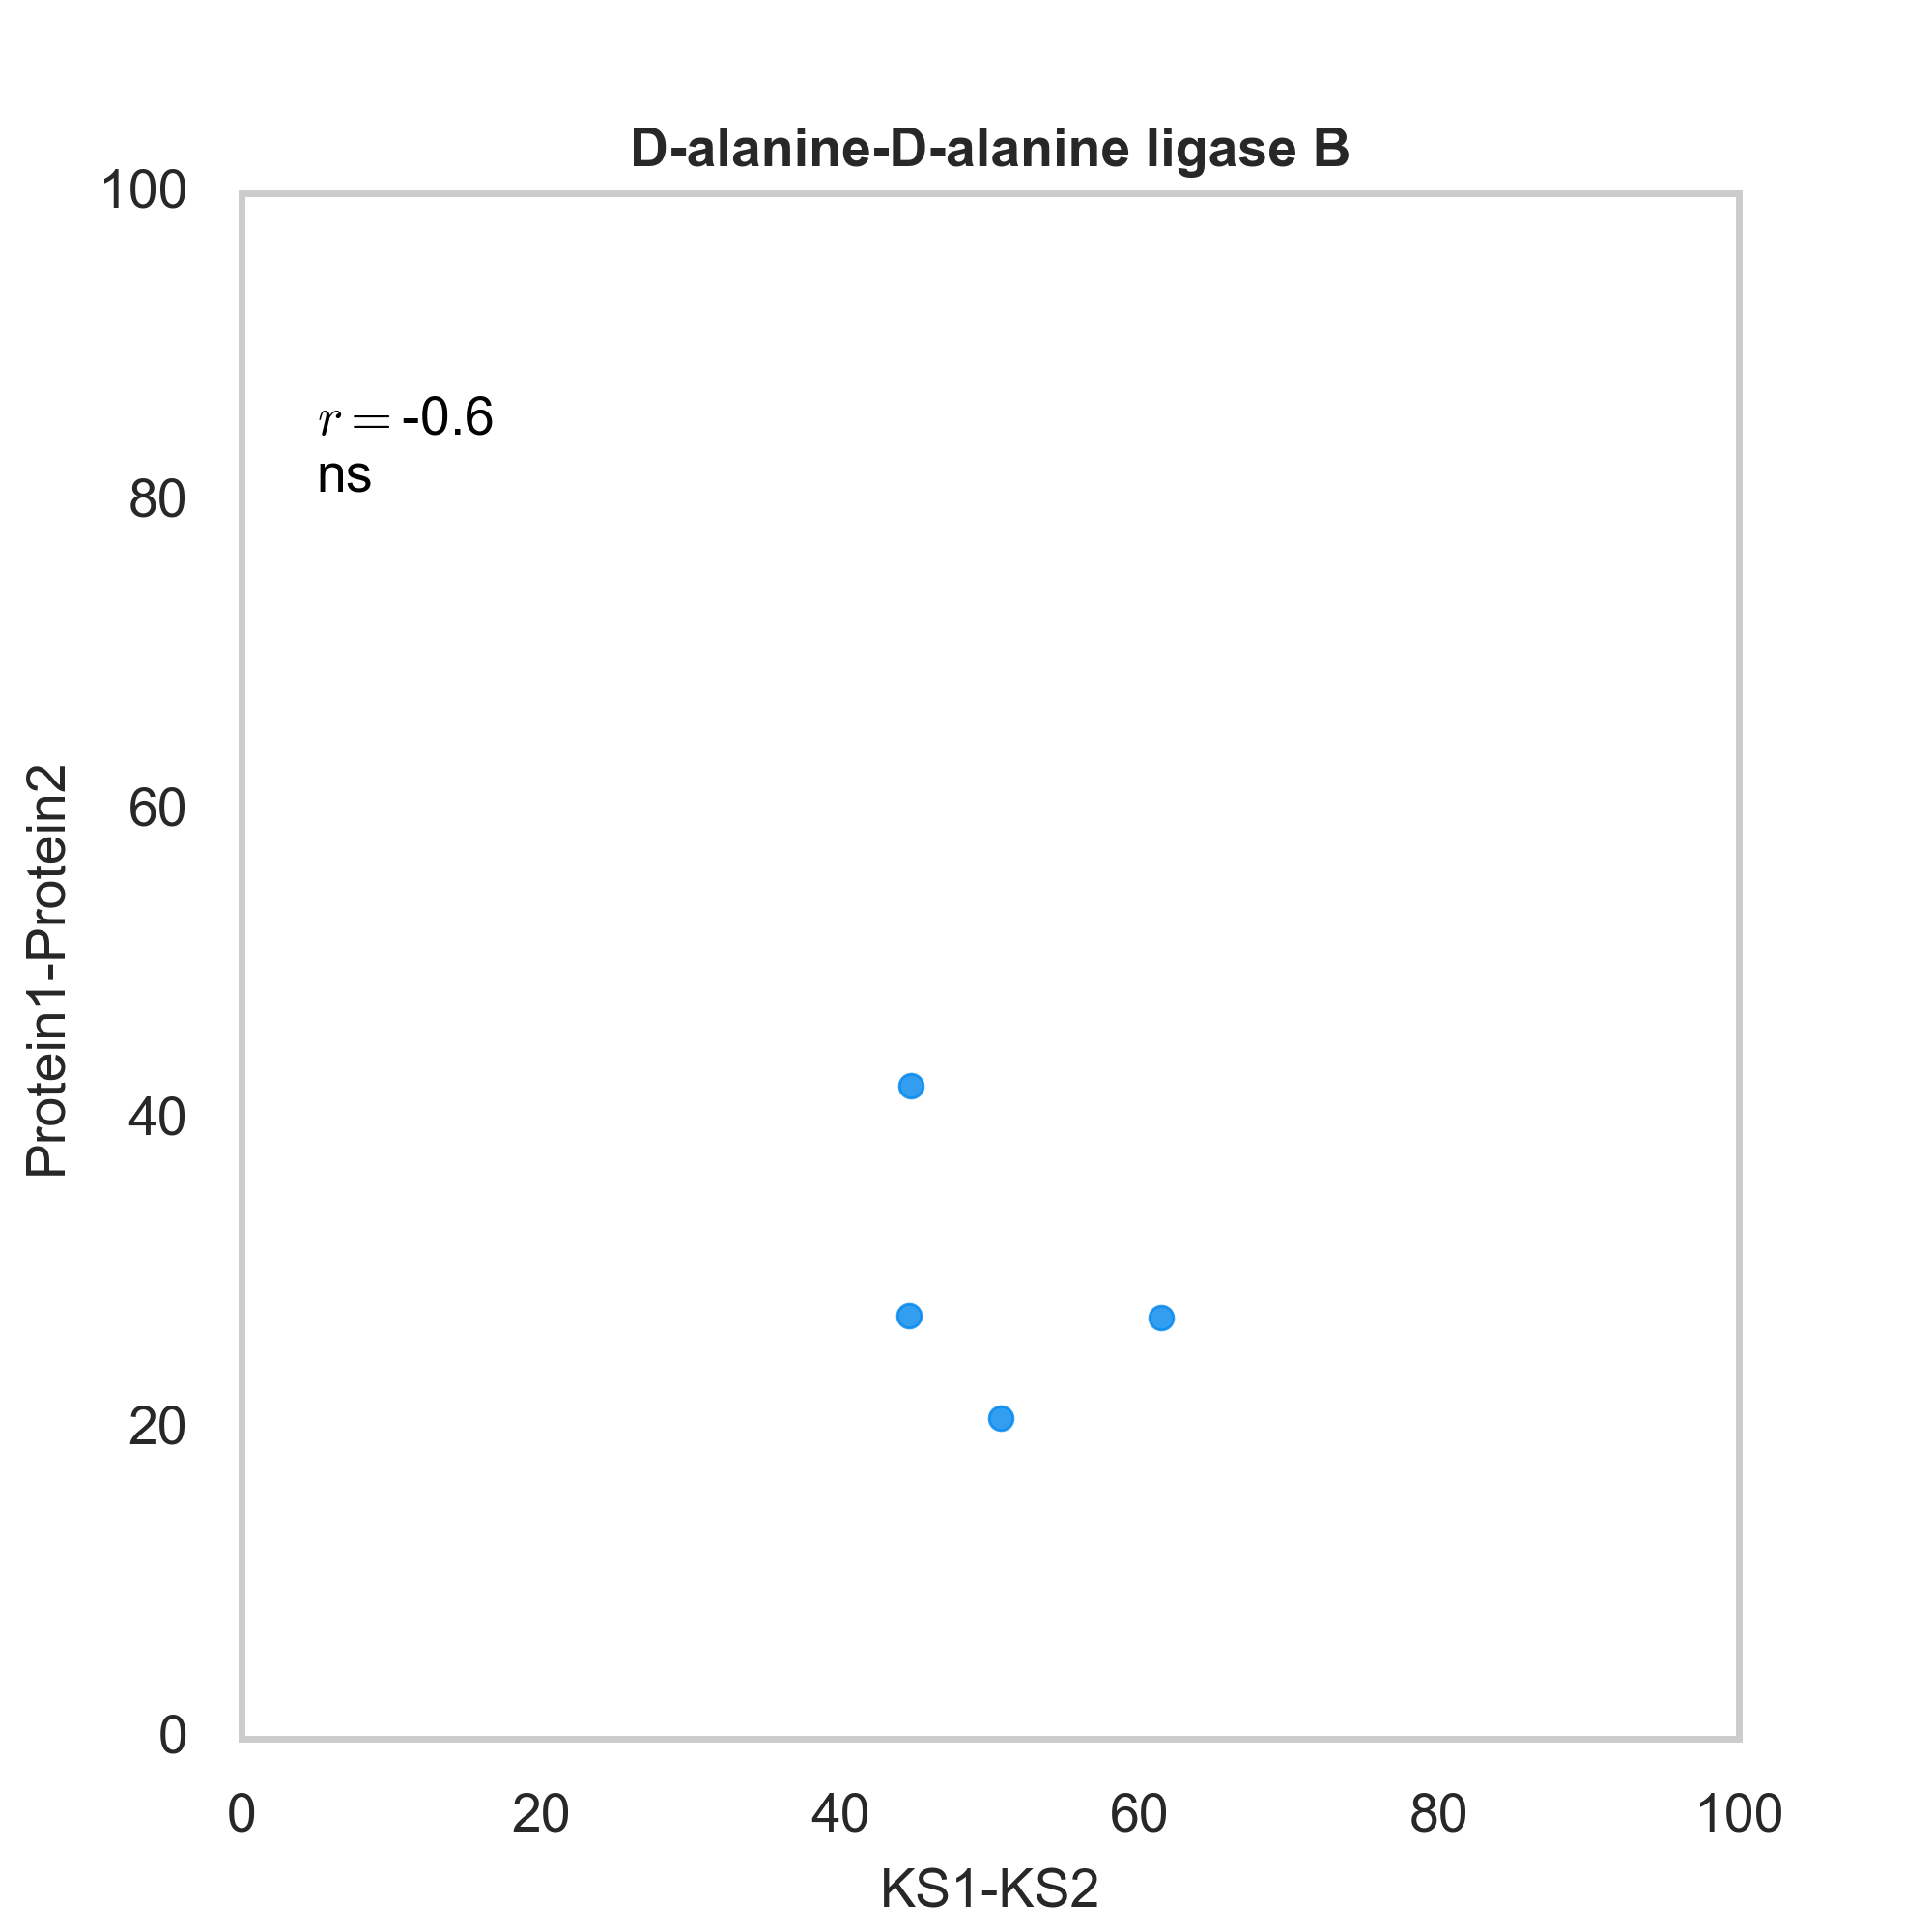 D-alanine-D-alanine ligase B
100
80
60
40
20
0
r = -0.6
ns
Protein1-Protein2
0 20 40 60 80 100
KS1-KS2